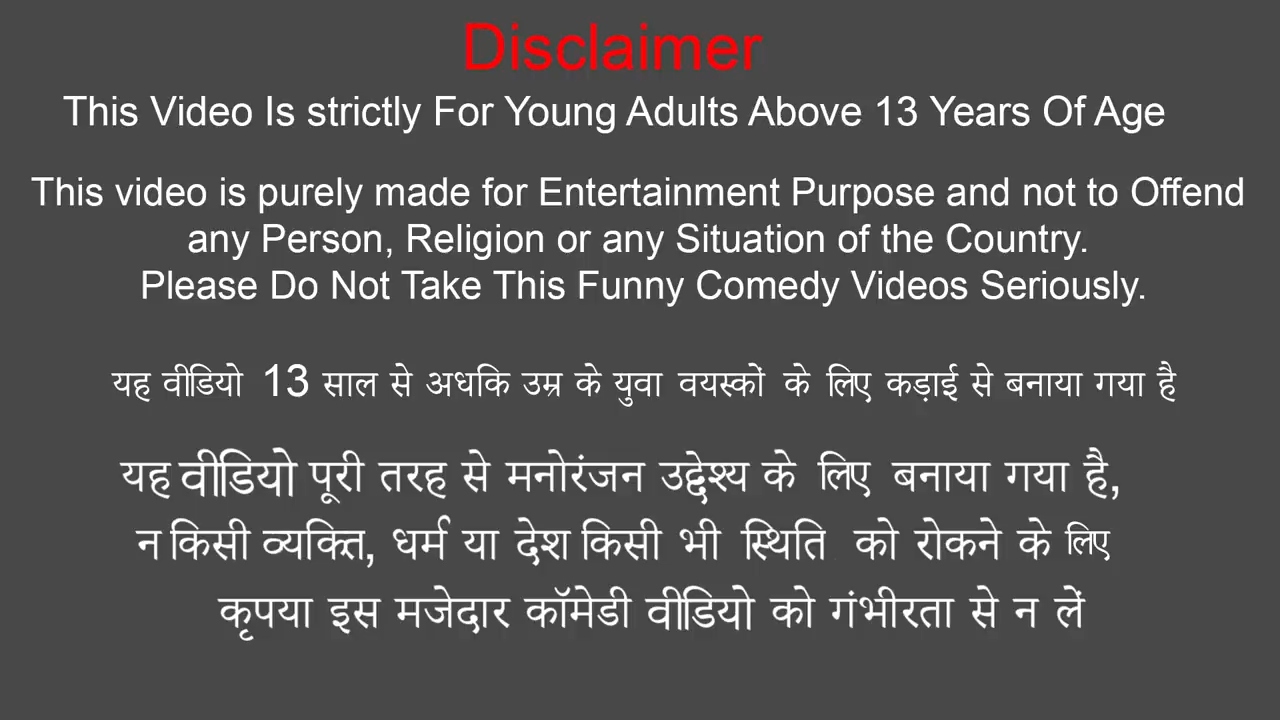 Disclaimer
This Video Is strictly For Young Adults Above 13 Years Of Age
This video is purely made for Entertainment Purpose and not to Offend
any Person, Religion or any Situation of the Country.
Please Do Not Take This Funny Comedy Videos Seriously.
यह वीडियो 13 साल से अधकि उम्र के युवा वयस्कों के लिए कड़ाई से बनाया गया है
यह वीडियो पूरी तरह से मनोरंजन उद्देश्य के लिए बनाया गया है,
न किसी व्यक्ति, धर्म या देश किसी भी स्थिति को रोकने के लिए
कृपया इस मजेदार कॉमेडी वीडियो को गंभीरता से न लें